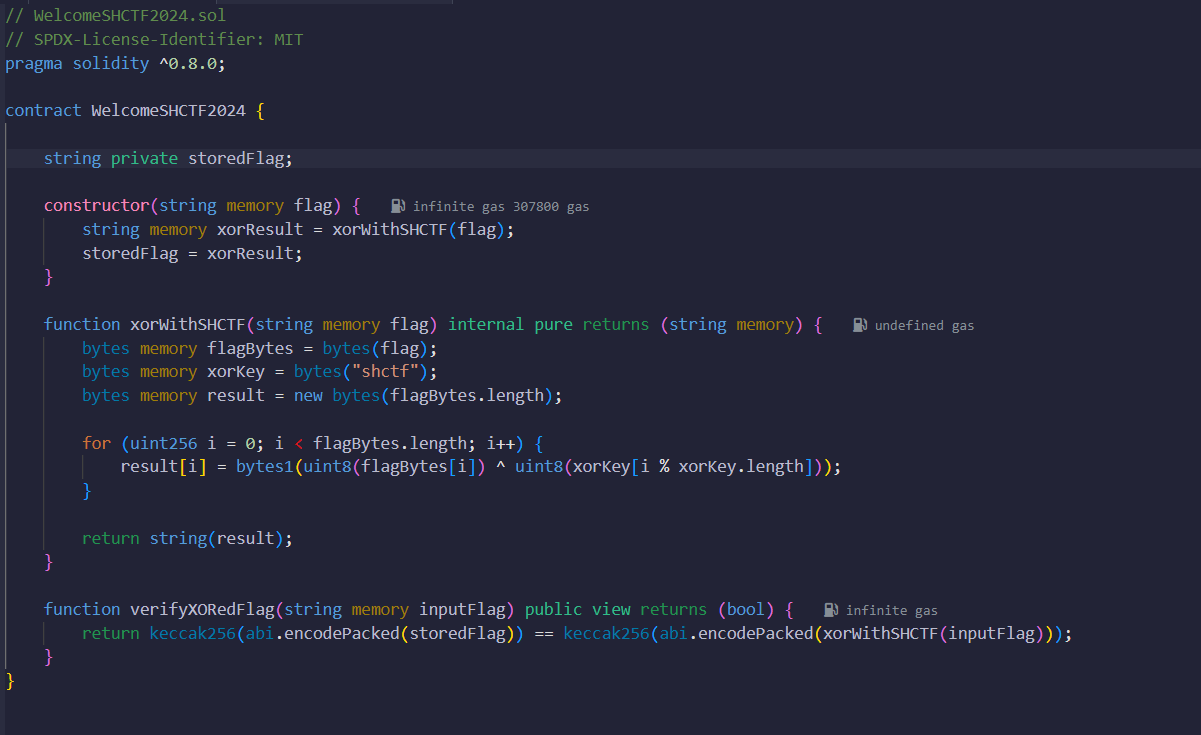 // WelcomeSHCTF2024.sol
// SPDX-License-Identifier: MIT
pragma solidity ^0.8.0;

contract WelcomeSHCTF2024 {

    string private storedFlag;

    constructor(string memory flag) {    infinite gas 307800 gas
        string memory xorResult = xorWithSHCTF(flag);
        storedFlag = xorResult;
    }

    function xorWithSHCTF(string memory flag) internal pure returns (string memory) {    undefined gas
        bytes memory flagBytes = bytes(flag);
        bytes memory xorKey = bytes("shctf");
        bytes memory result = new bytes(flagBytes.length);

        for (uint256 i = 0; i < flagBytes.length; i++) {
            result[i] = bytes1(uint8(flagBytes[i]) ^ uint8(xorKey[i % xorKey.length]));
        }

        return string(result);
    }

    function verifyXORedFlag(string memory inputFlag) public view returns (bool) {    infinite gas
        return keccak256(abi.encodePacked(storedFlag)) == keccak256(abi.encodePacked(xorWithSHCTF(inputFlag)));
    }
}